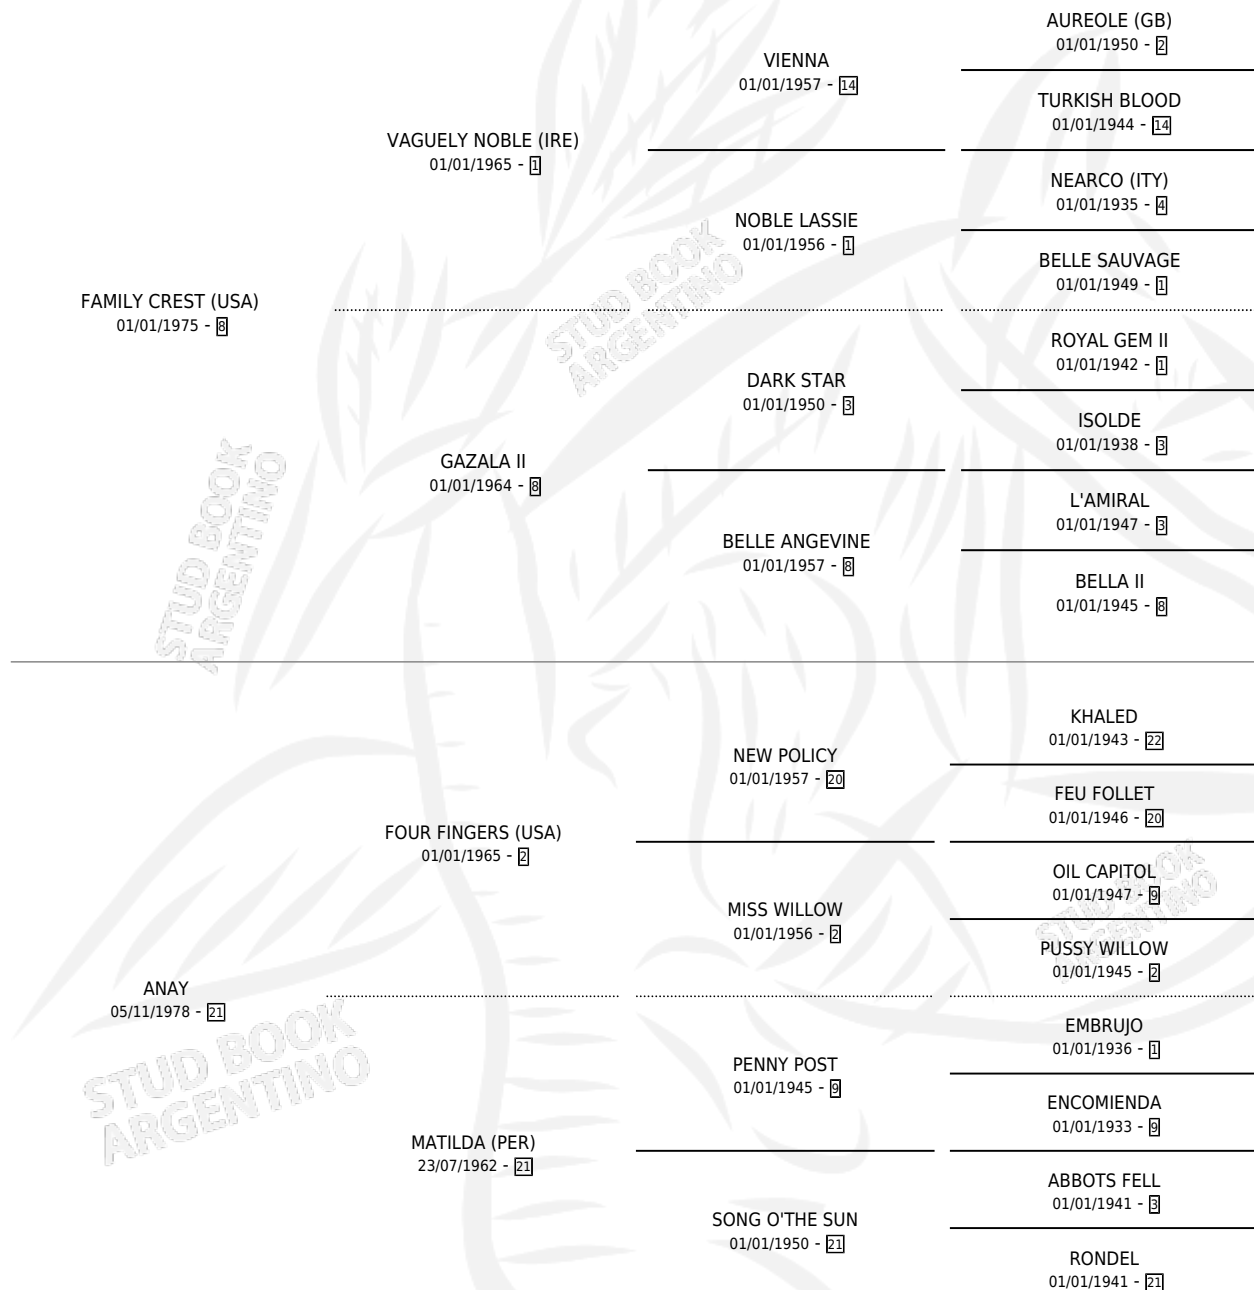 AUREOLE (GB)
01/01/1950 - 2
VIENNA
01/01/1957 - 14
TURKISH BLOOD
01/01/1944 - 14
VAGUELY NOBLE (IRE)
01/01/1965 - 1
NEARCO (ITY)
01/01/1935 - 4
NOBLE LASSIE
01/01/1956 - 1
BELLE SAUVAGE
01/01/1949 - 1
FAMILY CREST (USA)
01/01/1975 - 8
ROYAL GEM II
01/01/1942 - 1
DARK STAR
01/01/1950 - 3
ISOLDE
01/01/1938 - 3
GAZALA II
01/01/1964 - 8
L'AMIRAL
01/01/1947 - 3
BELLE ANGEVINE
01/01/1957 - 8
BELLA II
01/01/1945 - 8
KHALED
01/01/1943 - 22
NEW POLICY
01/01/1957 - 20
FEU FOLLET
01/01/1946 - 20
FOUR FINGERS (USA)
01/01/1965 - 2
OIL CAPITOL
01/01/1947 - 9
MISS WILLOW
01/01/1956 - 2
PUSSY WILLOW
01/01/1945 - 2
ANAY
05/11/1978 - 21
EMBRUJO
01/01/1936 - 1
PENNY POST
01/01/1945 - 9
ENCOMIENDA
01/01/1933 - 9
MATILDA (PER)
23/07/1962 - 21
ABBOTS FELL
01/01/1941 - 3
SONG O'THE SUN
01/01/1950 - 21
RONDEL
01/01/1941 - 21
STUD BOOK
ARGENTINO
STUD BOOK
ARGENTINO
STUD BOOK
ARGENTINO
STUD BOOK
ARGENTINO